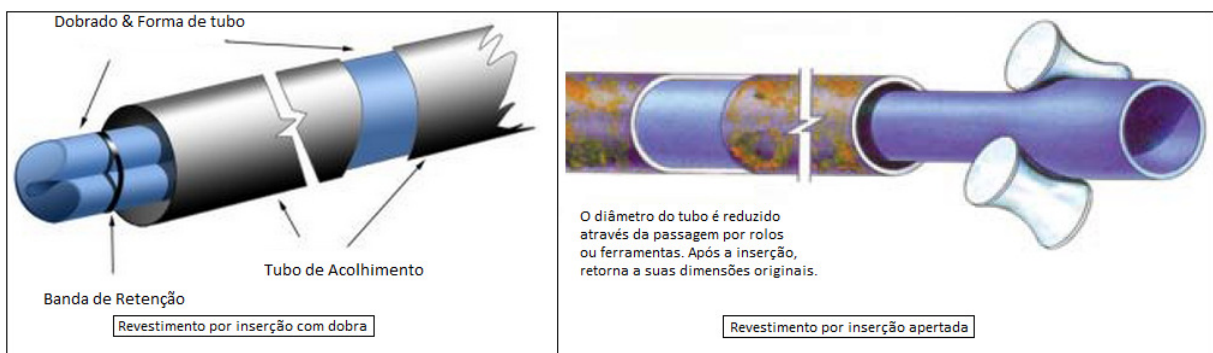 Dobrado & Forma de tubo
Tubo de Acolhimento
Banda de Retenção
Revestimento por inserção com dobra
O diâmetro do tubo é reduzido
através da passagem por rolos
ou ferramentas. Após a inserção,
retorna a suas dimensões originais.
Revestimento por inserção apertada